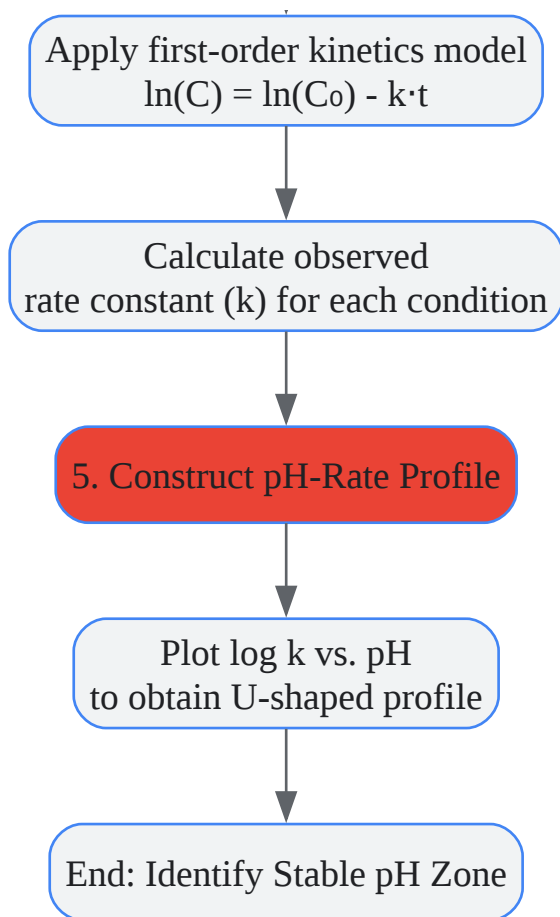 Apply first-order kinetics model
ln(C) = ln(C₀) - k·t
Calculate observed
rate constant (k) for each condition
5. Construct pH-Rate Profile
Plot log k vs. pH
to obtain U-shaped profile
End: Identify Stable pH Zone